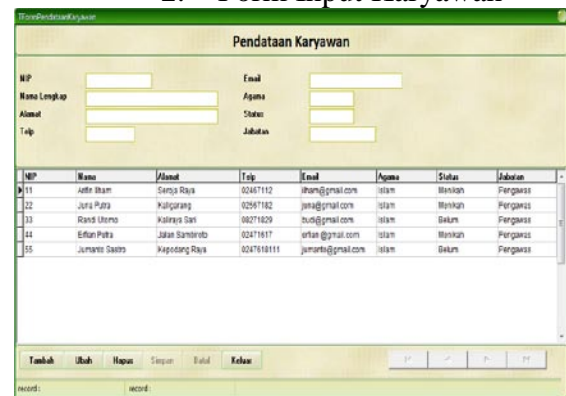 2. Form Input Karyawan
TFormPendataanKaryawan
Pendataan Karyawan
NIP Email
Nama Lengkap Agama
Alamat Status
Telp Jabatan
NIP Nama Alamat Telp Email Agama Status Jabatan
11 Arifin Ilham Seroja Raya 02467112 ilham@gmail.com Islam Menikah Pengawas
22 Juna Putra Kaligarang 02567182 juna@gmail.com Islam Menikah Pengawas
33 Randi Utomo Kaliraya Sari 08271829 budi@gmail.com Islam Belum Pengawas
44 Erfian Putra Jalan Sambiroto 02471617 erfian@gmail.com Islam Menikah Pengawas
55 Jumanto Sastro Kepodang Raya 0247618111 jumanto@gmail.com Islam Belum Pengawas
Tambah Ubah Hapus Simpan Batal Keluar
record : record :